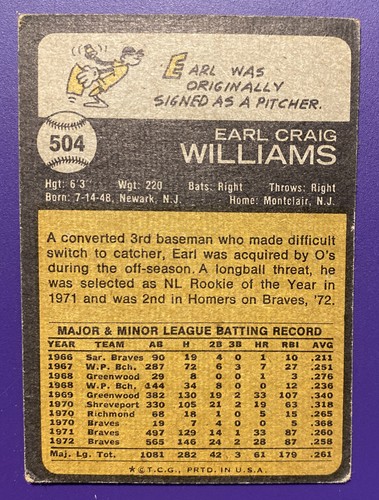 EARL WAS
ORIGINALLY
SIGNED AS A PITCHER.
504
EARL CRAIG
WILLIAMS
Hgt: 6'3" Wgt: 220 Bats: Right Throws: Right
Born: 7-14-48, Newark, N.J. Home: Montclair, N.J.
A converted 3rd baseman who made difficult
switch to catcher, Earl was acquired by O's
during the off-season. A longball threat, he
was selected as NL Rookie of the Year in
1971 and was 2nd in Homers on Braves, '72.
MAJOR & MINOR LEAGUE BATTING RECORD
YEAR TEAM AB H 2B 3B HR RBI AVG
1966 Sar. Braves 90 19 4 0 1 10 .211
1967 W.P. Bch. 287 72 6 3 7 27 .251
1968 Greenwood 29 8 0 0 1 3 .276
1968 W.P. Bch. 144 34 8 0 0 12 .236
1969 Greenwood 382 130 19 2 33 107 .340
1970 Shreveport 330 105 21 2 19 63 .318
1970 Richmond 68 18 1 0 5 15 .265
1970 Braves 19 7 4 0 0 5 .368
1971 Braves 497 129 14 1 33 87 .260
1972 Braves 565 146 24 2 28 87 .258
Maj. Lg. Tot. 1081 282 42 3 61 179 .261
*© T.C.G., PRTD. IN U.S.A.